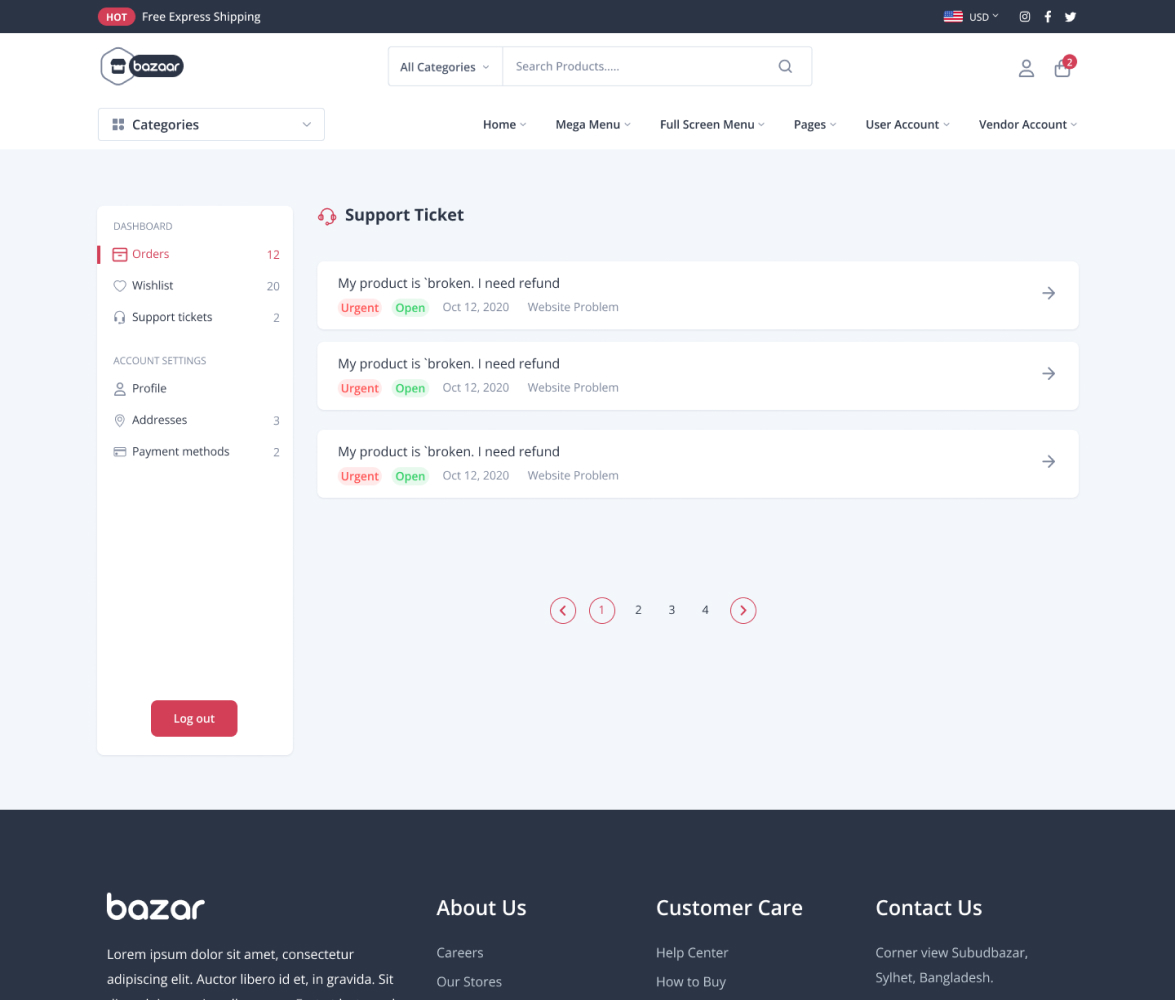 HOT Free Express Shipping USD
bazaar All Categories Search Products..... 2
Categories Home Mega Menu Full Screen Menu Pages User Account Vendor Account
Support Ticket
DASHBOARD
Orders 12
Wishlist 20
Support tickets 2
ACCOUNT SETTINGS
Profile
Addresses 3
Payment methods 2
Log out
My product is `broken. I need refund
Urgent Open Oct 12, 2020 Website Problem
My product is `broken. I need refund
Urgent Open Oct 12, 2020 Website Problem
My product is `broken. I need refund
Urgent Open Oct 12, 2020 Website Problem
1 2 3 4
bazar
Lorem ipsum dolor sit amet, consectetur
adipiscing elit. Auctor libero id et, in gravida. Sit
About Us
Careers
Our Stores
Customer Care
Help Center
How to Buy
Contact Us
Corner view Subudbazar,
Sylhet, Bangladesh.